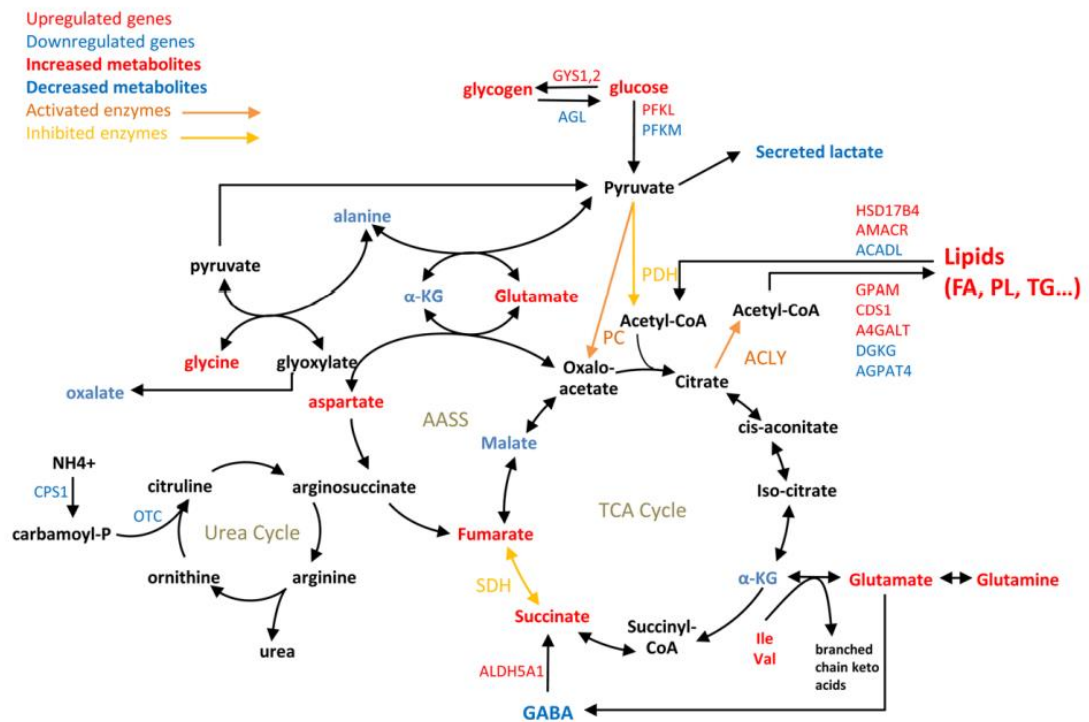 Upregulated genes
Downregulated genes
Increased metabolites
Decreased metabolites
Activated enzymes
Inhibited enzymes
glycogen
GYS1,2
glucose
AGL
PFKL
PFKM
Secreted lactate
Pyruvate
alanine
pyruvate
α-KG
Glutamate
PDH
HSD17B4
AMACR
ACADL
Lipids
(FA, PL, TG...)
GPAM
CDS1
A4GALT
DGKG
AGPAT4
Acetyl-CoA
Acetyl-CoA
PC
ACLY
glycine
glyoxylate
oxalate
aspartate
Oxalo-
acetate
Citrate
AASS
Malate
cis-aconitate
NH4+
CPS1
carbamoyl-P
OTC
citruline
arginosuccinate
Urea Cycle
ornithine
arginine
urea
TCA Cycle
Iso-citrate
Fumarate
SDH
Succinate
Succinyl-
CoA
α-KG
Glutamate
Glutamine
Ile
Val
branched
chain keto
acids
ALDH5A1
GABA